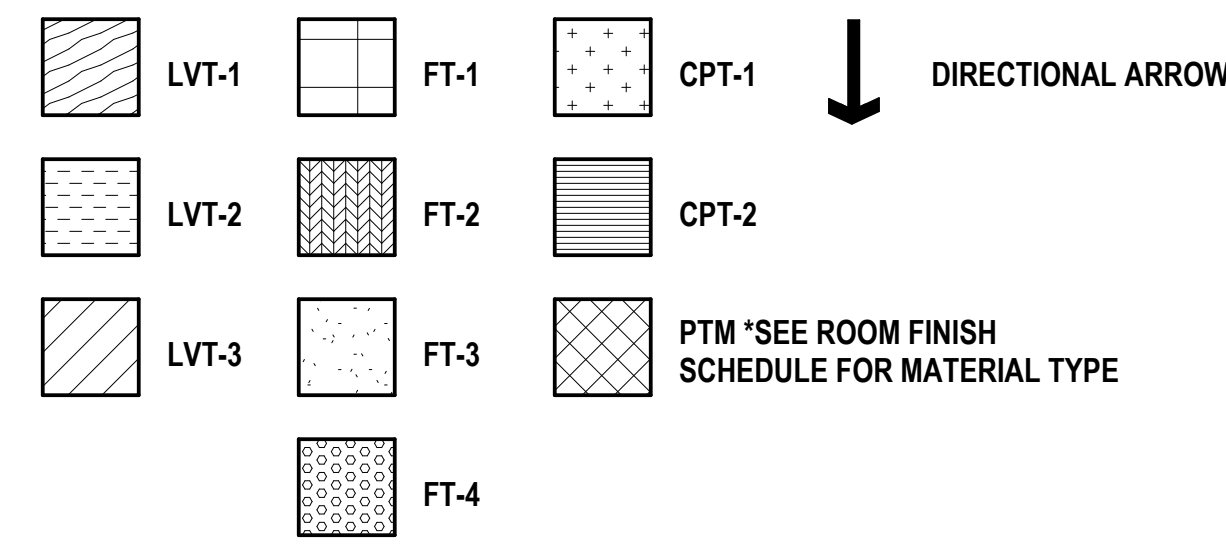 LVT-1
FT-1
CPT-1
DIRECTIONAL ARROW
LVT-2
FT-2
CPT-2
LVT-3
FT-3
PTM *SEE ROOM FINISH
SCHEDULE FOR MATERIAL TYPE
FT-4